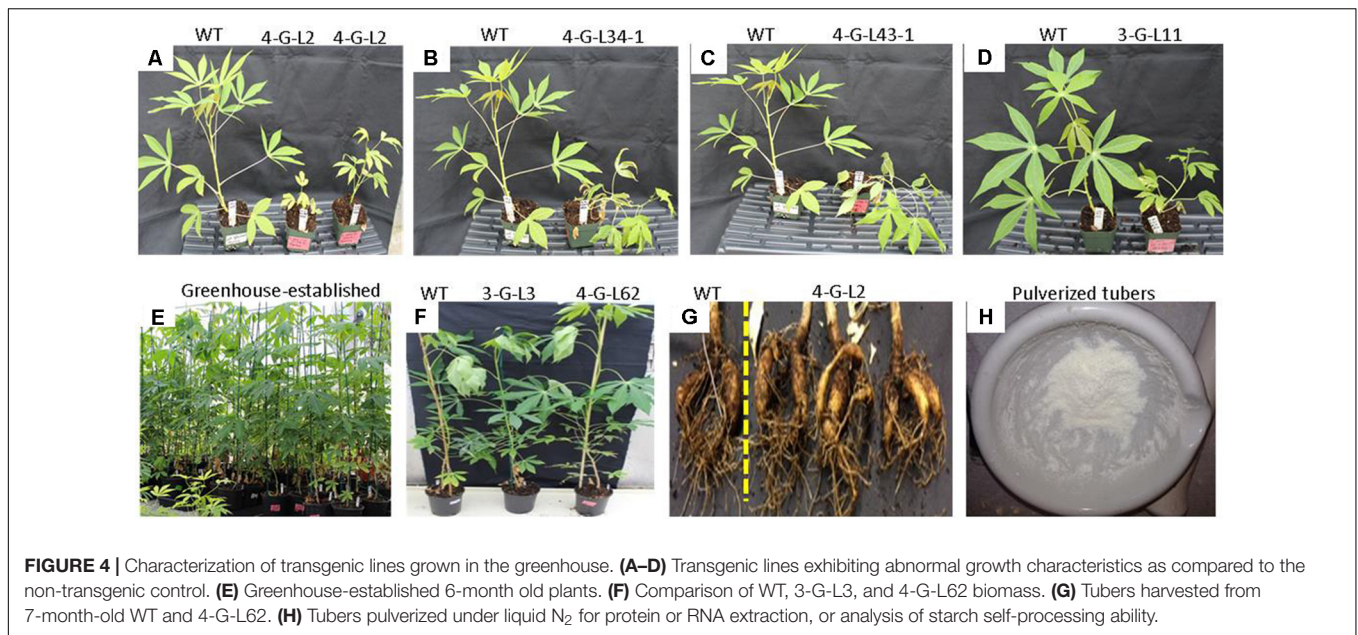 WT 4-G-L2 4-G-L2
A
WT 4-G-L34-1
B
WT 4-G-L43-1
C
WT 3-G-L11
D
Greenhouse-established
E
WT 3-G-L3 4-G-L62
F
WT 4-G-L2
G
Pulverized tubers
H
FIGURE 4 | Characterization of transgenic lines grown in the greenhouse. (A–D) Transgenic lines exhibiting abnormal growth characteristics as compared to the
non-transgenic control. (E) Greenhouse-established 6-month old plants. (F) Comparison of WT, 3-G-L3, and 4-G-L62 biomass. (G) Tubers harvested from
7-month-old WT and 4-G-L62. (H) Tubers pulverized under liquid N₂ for protein or RNA extraction, or analysis of starch self-processing ability.